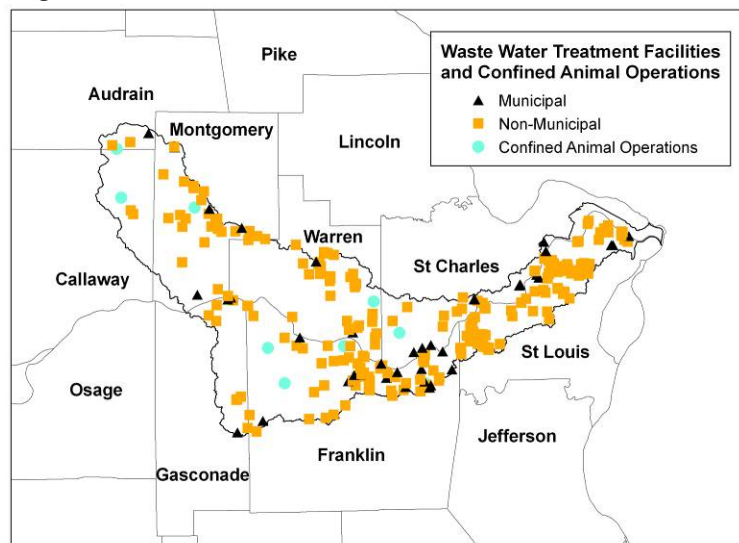 Pike
Waste Water Treatment Facilities
and Confined Animal Operations
Municipal
Non-Municipal
Confined Animal Operations
Audrain
Montgomery
Lincoln
Warren
St Charles
Callaway
St Louis
Osage
Jefferson
Franklin
Gasconade